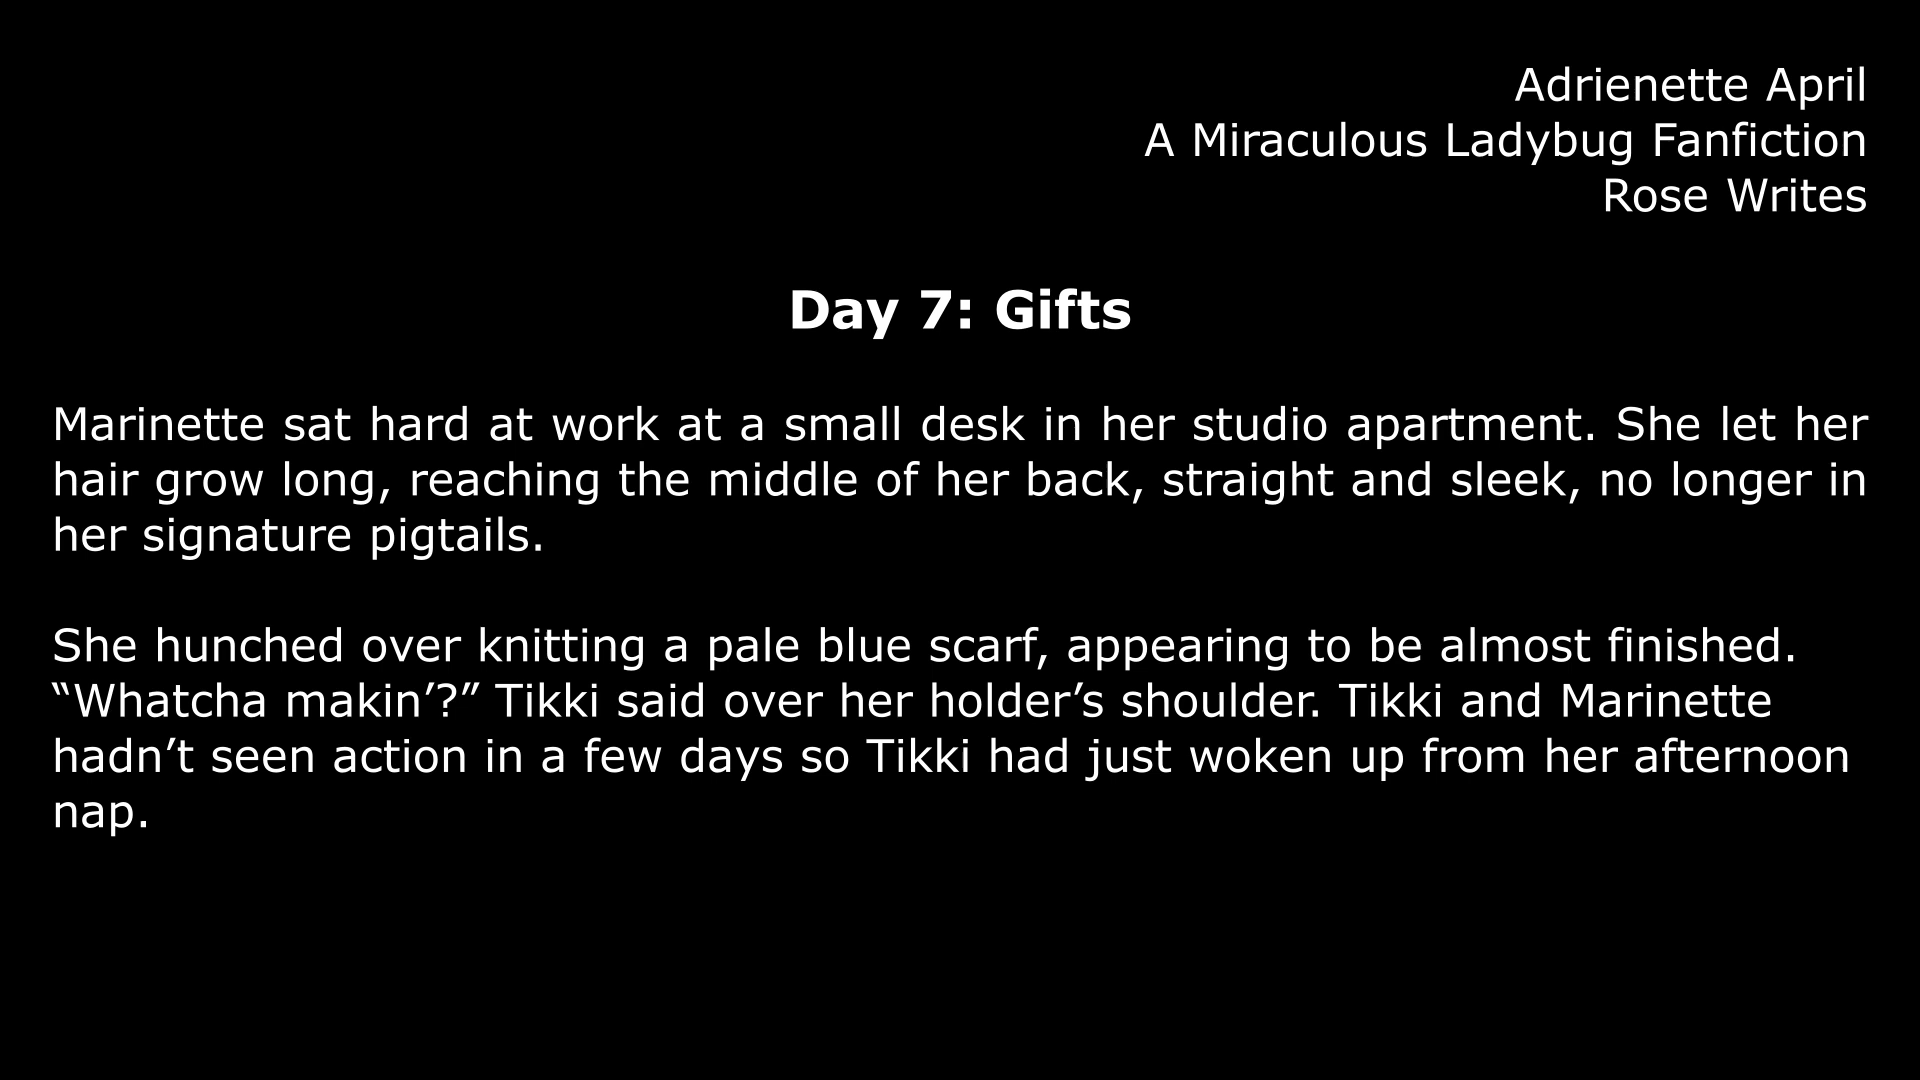 Adrienette April
A Miraculous Ladybug Fanfiction
Rose Writes
Day 7: Gifts
Marinette sat hard at work at a small desk in her studio apartment. She let her
hair grow long, reaching the middle of her back, straight and sleek, no longer in
her signature pigtails.
She hunched over knitting a pale blue scarf, appearing to be almost finished.
“Whatcha makin’?” Tikki said over her holder’s shoulder. Tikki and Marinette
hadn’t seen action in a few days so Tikki had just woken up from her afternoon
nap.